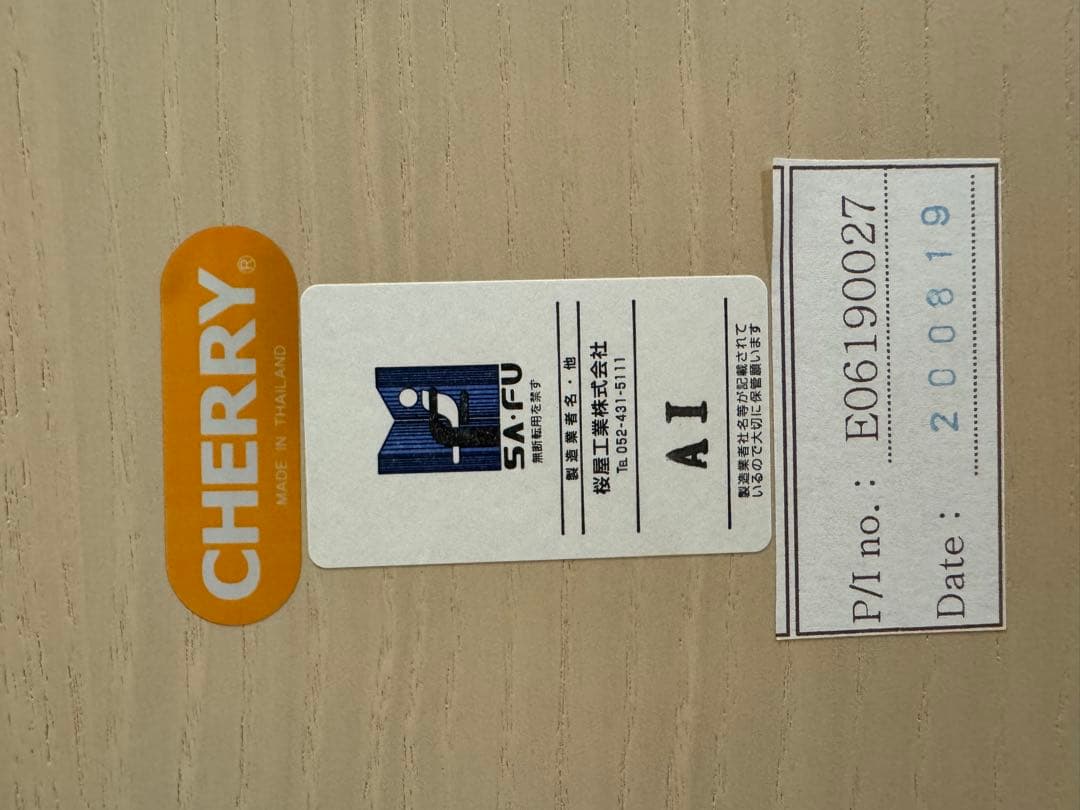 CHERRY®
MADE IN THAILAND
SA・FU
無断転用を禁ず
製造業者名・他
桜屋工業株式会社
TEL 052-431-5111
AI
製造業者社名等が記載されて
いるので大切に保管願います
P/I no. : E06190027
Date : 200819